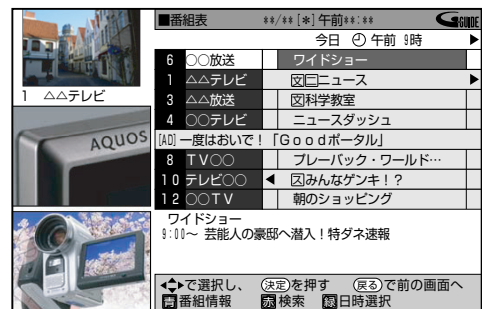 ■番組表 **/**[*]午前**:** G-GUIDE
今日 午前 9時 ▶
6 ○○放送 ワイドショー
1 △△テレビ 文二ニュース ▶
3 △△放送 文科学教室
4 ○○テレビ ニュースダッシュ
[AD]一度はおいで！「Ｇｏｏｄポータル」
8 ＴＶ○○ プレーバック・ワールド…
10 テレビ○○ ◀ 文みんなゲンキ！？
12 ○○ＴＶ 朝のショッピング
1 △△テレビ
AQUOS
ワイドショー
9:00〜 芸能人の豪邸へ潜入！特ダネ速報
で選択し、 決定を押す 戻るで前の画面へ
青番組情報 赤検索 緑日時選択